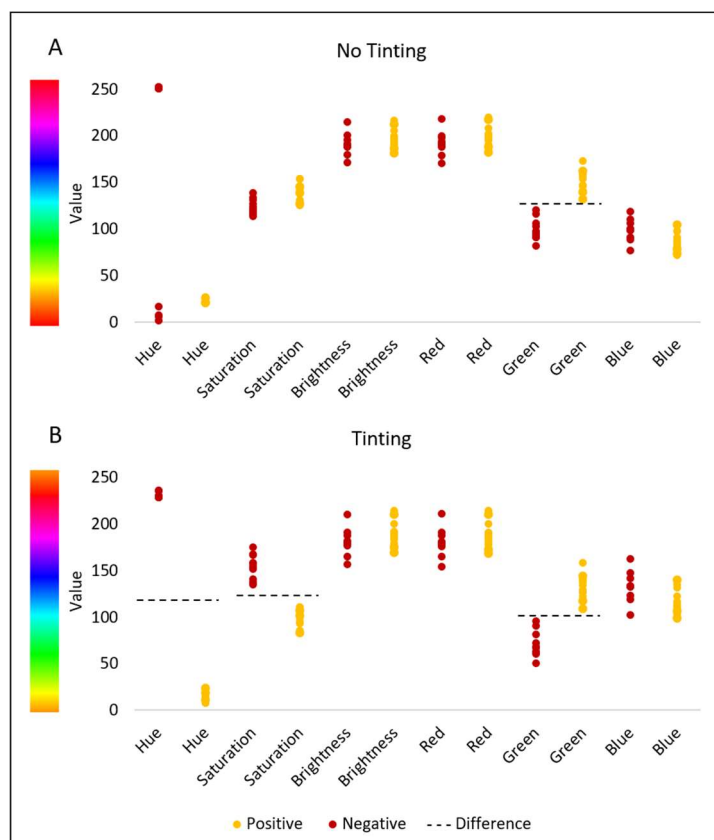 A
No Tinting
250
200
150
100
50
0
Value
Hue
Hue
Saturation
Saturation
Brightness
Brightness
Red
Red
Green
Green
Blue
Blue
B
Tinting
250
200
150
100
50
0
Value
Hue
Hue
Saturation
Saturation
Brightness
Brightness
Red
Red
Green
Green
Blue
Blue
Positive Negative Difference